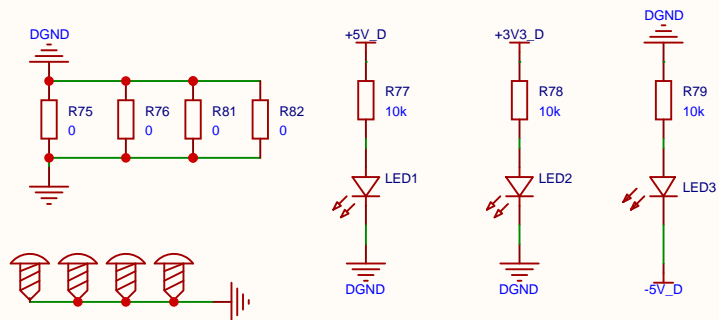 DGND
R75
0
R76
0
R81
0
R82
0
+5V_D
R77
10k
LED1
DGND
+3V3_D
R78
10k
LED2
DGND
DGND
R79
10k
LED3
-5V_D